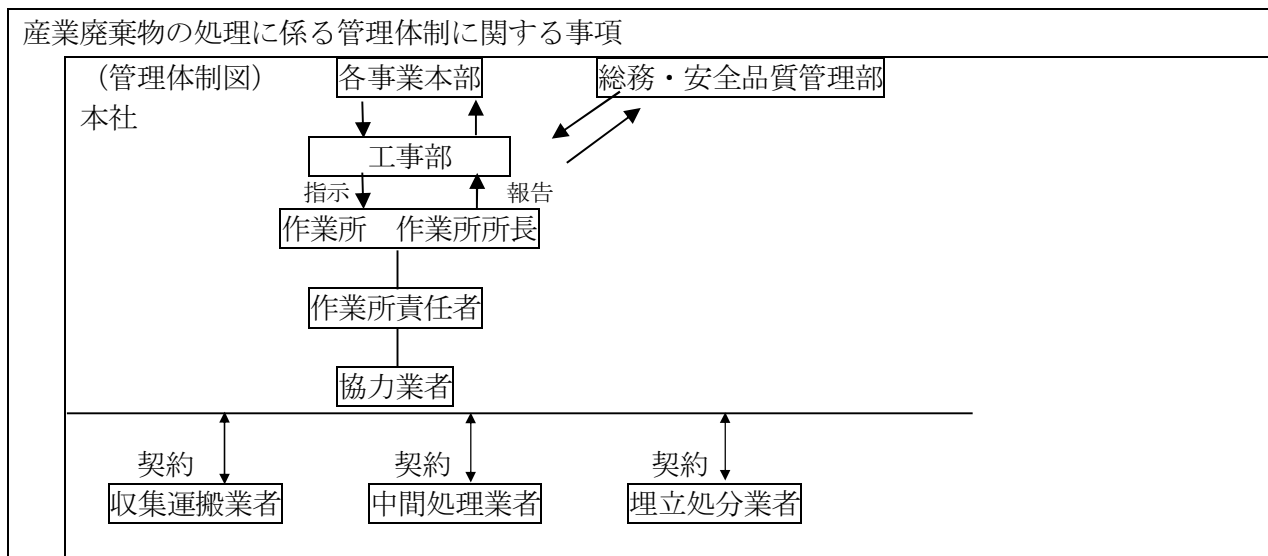 産業廃棄物の処理に係る管理体制に関する事項
（管理体制図） 各事業本部 総務・安全品質管理部
本社
工事部
指示 報告
作業所 作業所所長
作業所責任者
協力業者
契約 契約 契約
収集運搬業者 中間処理業者 埋立処分業者